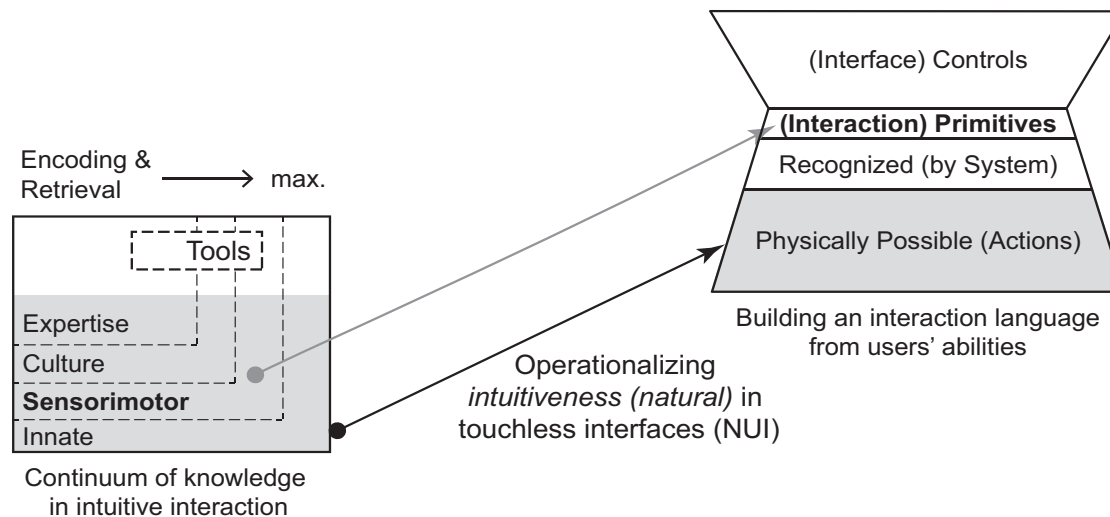 (Interface) Controls
(Interaction) Primitives
Recognized (by System)
Physically Possible (Actions)
Building an interaction language
from users’ abilities
Encoding &
Retrieval
max.
Tools
Expertise
Culture
Sensorimotor
Innate
Continuum of knowledge
in intuitive interaction
Operationalizing
intuitiveness (natural) in
touchless interfaces (NUI)